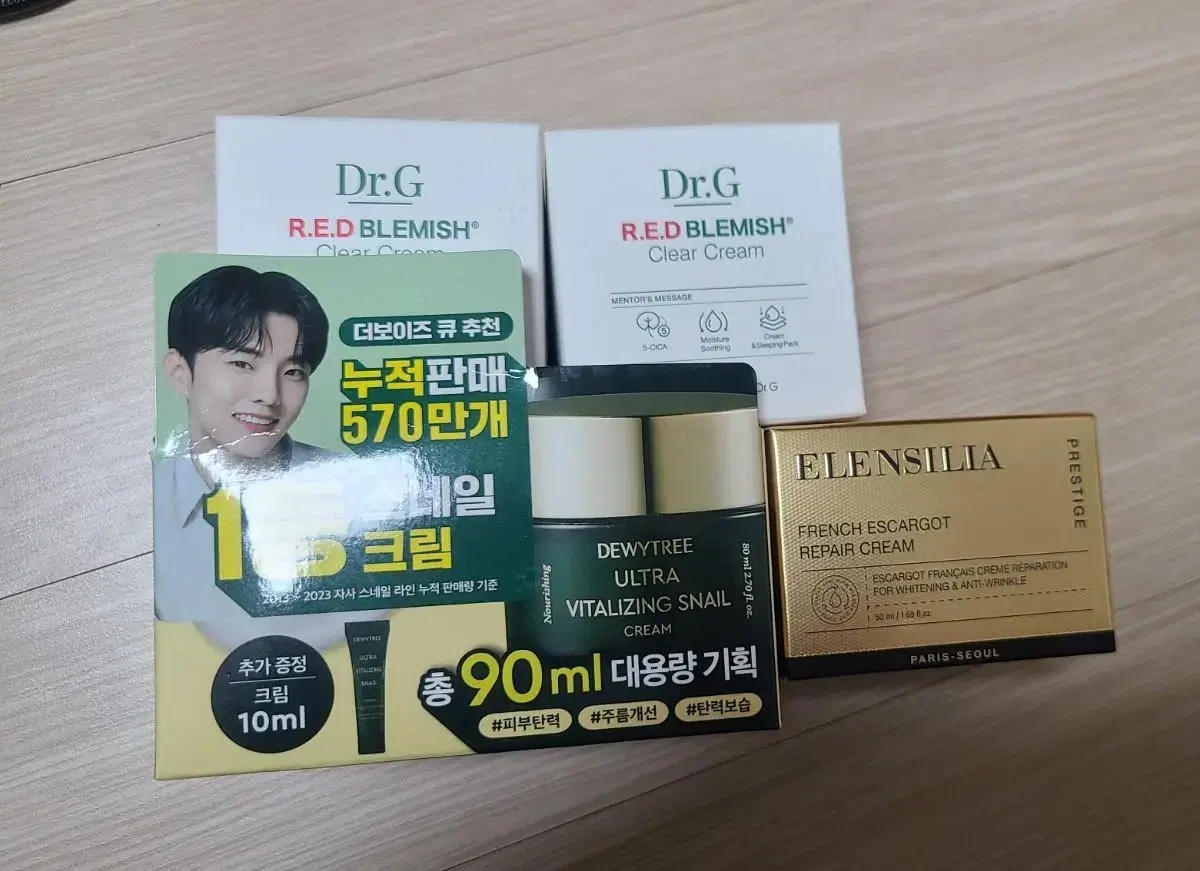 Dr.G
R.E.D BLEMISH®
Clear Cream
Dr.G
R.E.D BLEMISH®
Clear Cream
MENTOR'S MESSAGE
5-CICA
Moisture
Soothing
Cream
& Sleeping Pack
Dr.G
더보이즈 큐 추천
누적판매
570만개
크림
2013~2023 자사 스네일 라인 누적 판매량 기준
추가 증정
크림
10ml
DEWYTREE
ULTRA
VITALIZING
SNAIL
DEWYTREE
ULTRA
VITALIZING SNAIL
CREAM
Nourishing
80 ml 2.70 fl. oz.
총 90ml 대용량 기획
#피부탄력 #주름개선 #탄력보습
ELENSILIA
PRESTIGE
FRENCH ESCARGOT
REPAIR CREAM
ESCARGOT FRANÇAIS CRÈME RÉPARATION
FOR WHITENING & ANTI-WRINKLE
50 ml / 1.69 fl.oz.
PARIS-SEOUL